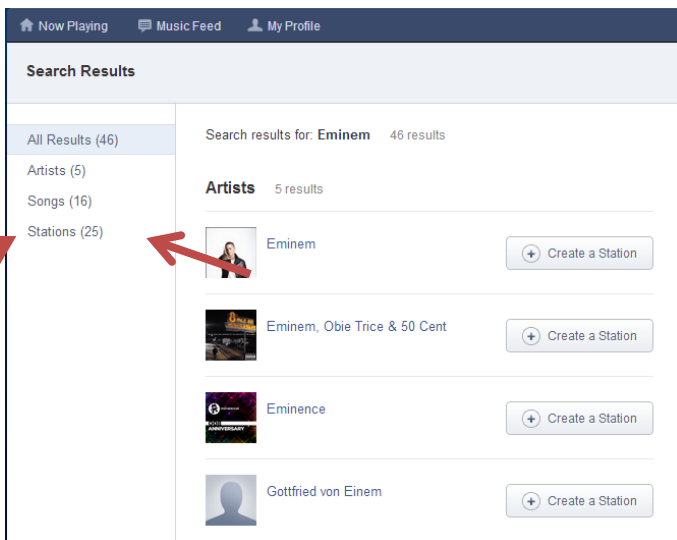 Now Playing Music Feed My Profile
Search Results
All Results (46)
Artists (5)
Songs (16)
Stations (25)
Search results for: Eminem 46 results
Artists 5 results
Eminem
Create a Station
Eminem, Obie Trice & 50 Cent
Create a Station
Eminence
ANNIVERSARY
Create a Station
Gottfried von Einem
Create a Station